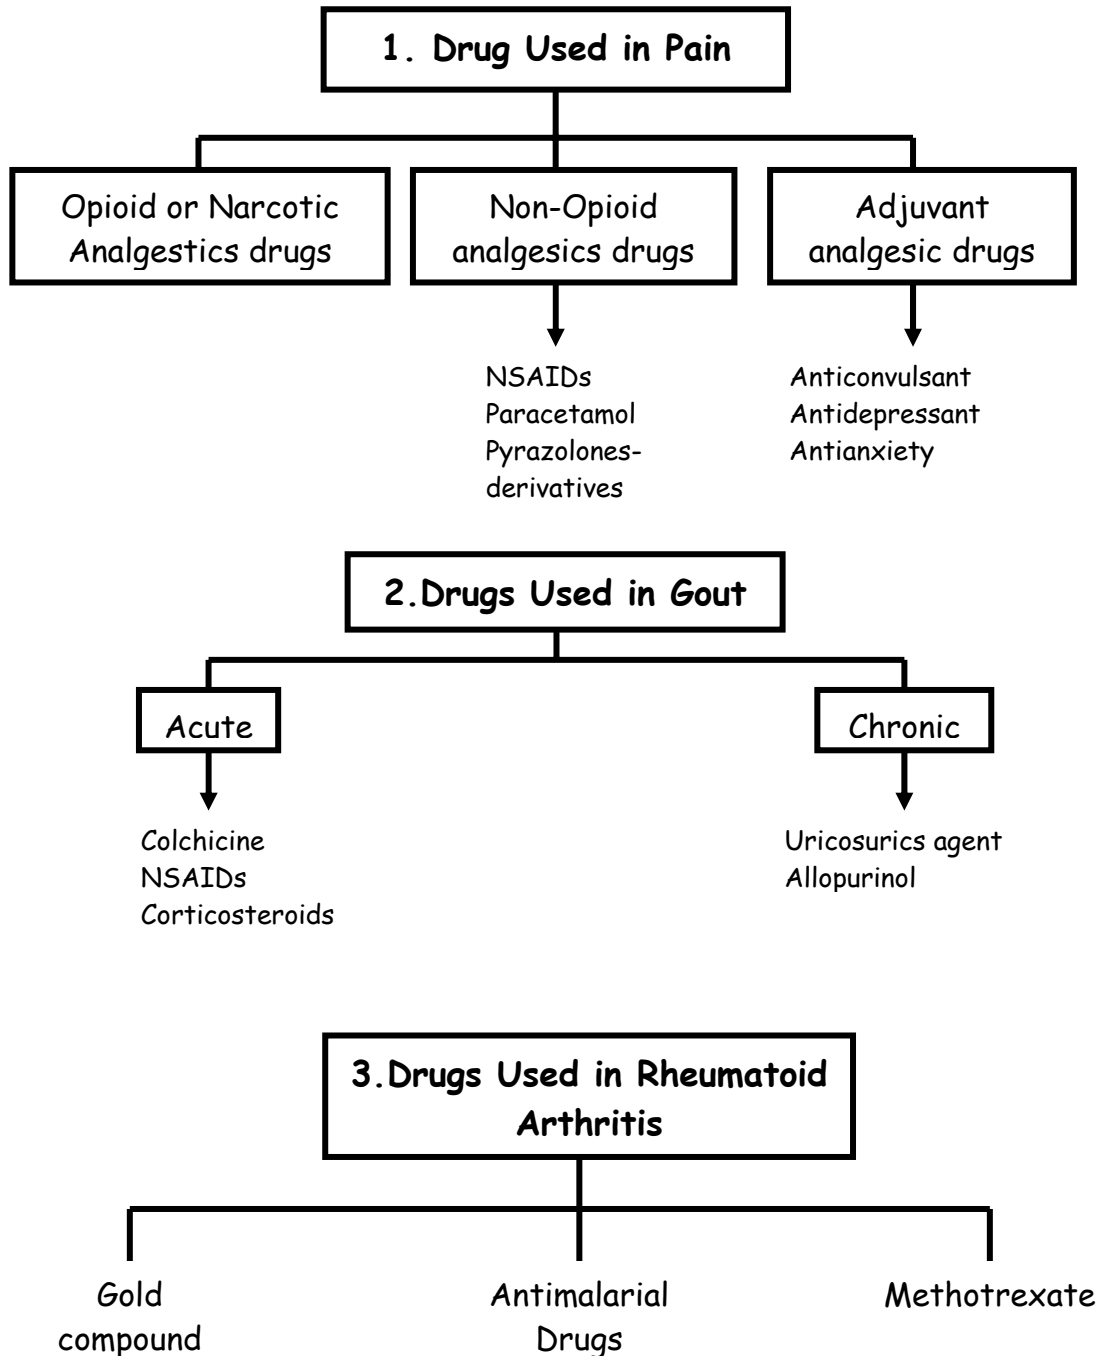 1. Drug Used in Pain
Opioid or Narcotic
Analgestics drugs
Non-Opioid
analgesics drugs
Adjuvant
analgesic drugs
NSAIDs
Paracetamol
Pyrazolones-
derivatives
Anticonvulsant
Antidepressant
Antianxiety
2.Drugs Used in Gout
Acute
Chronic
Colchicine
NSAIDs
Corticosteroids
Uricosurics agent
Allopurinol
3.Drugs Used in Rheumatoid
Arthritis
Gold
compound
Antimalarial
Drugs
Methotrexate